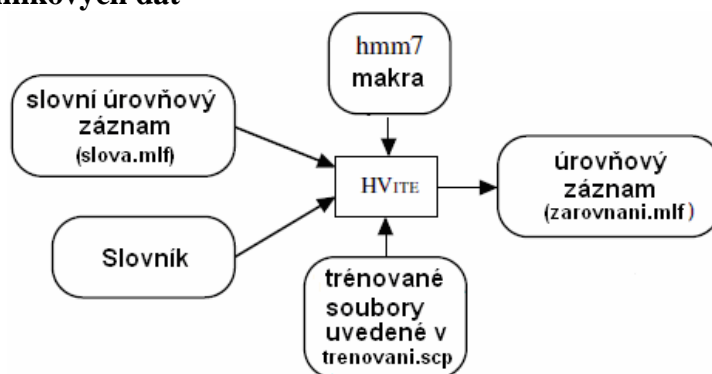 hmm7
makra
slovní úrovňový
záznam
(slova.mlf)
HVITE
úrovňový
záznam
(zarovnani.mlf)
Slovník
trénované
soubory
uvedené v
trenovani.scp